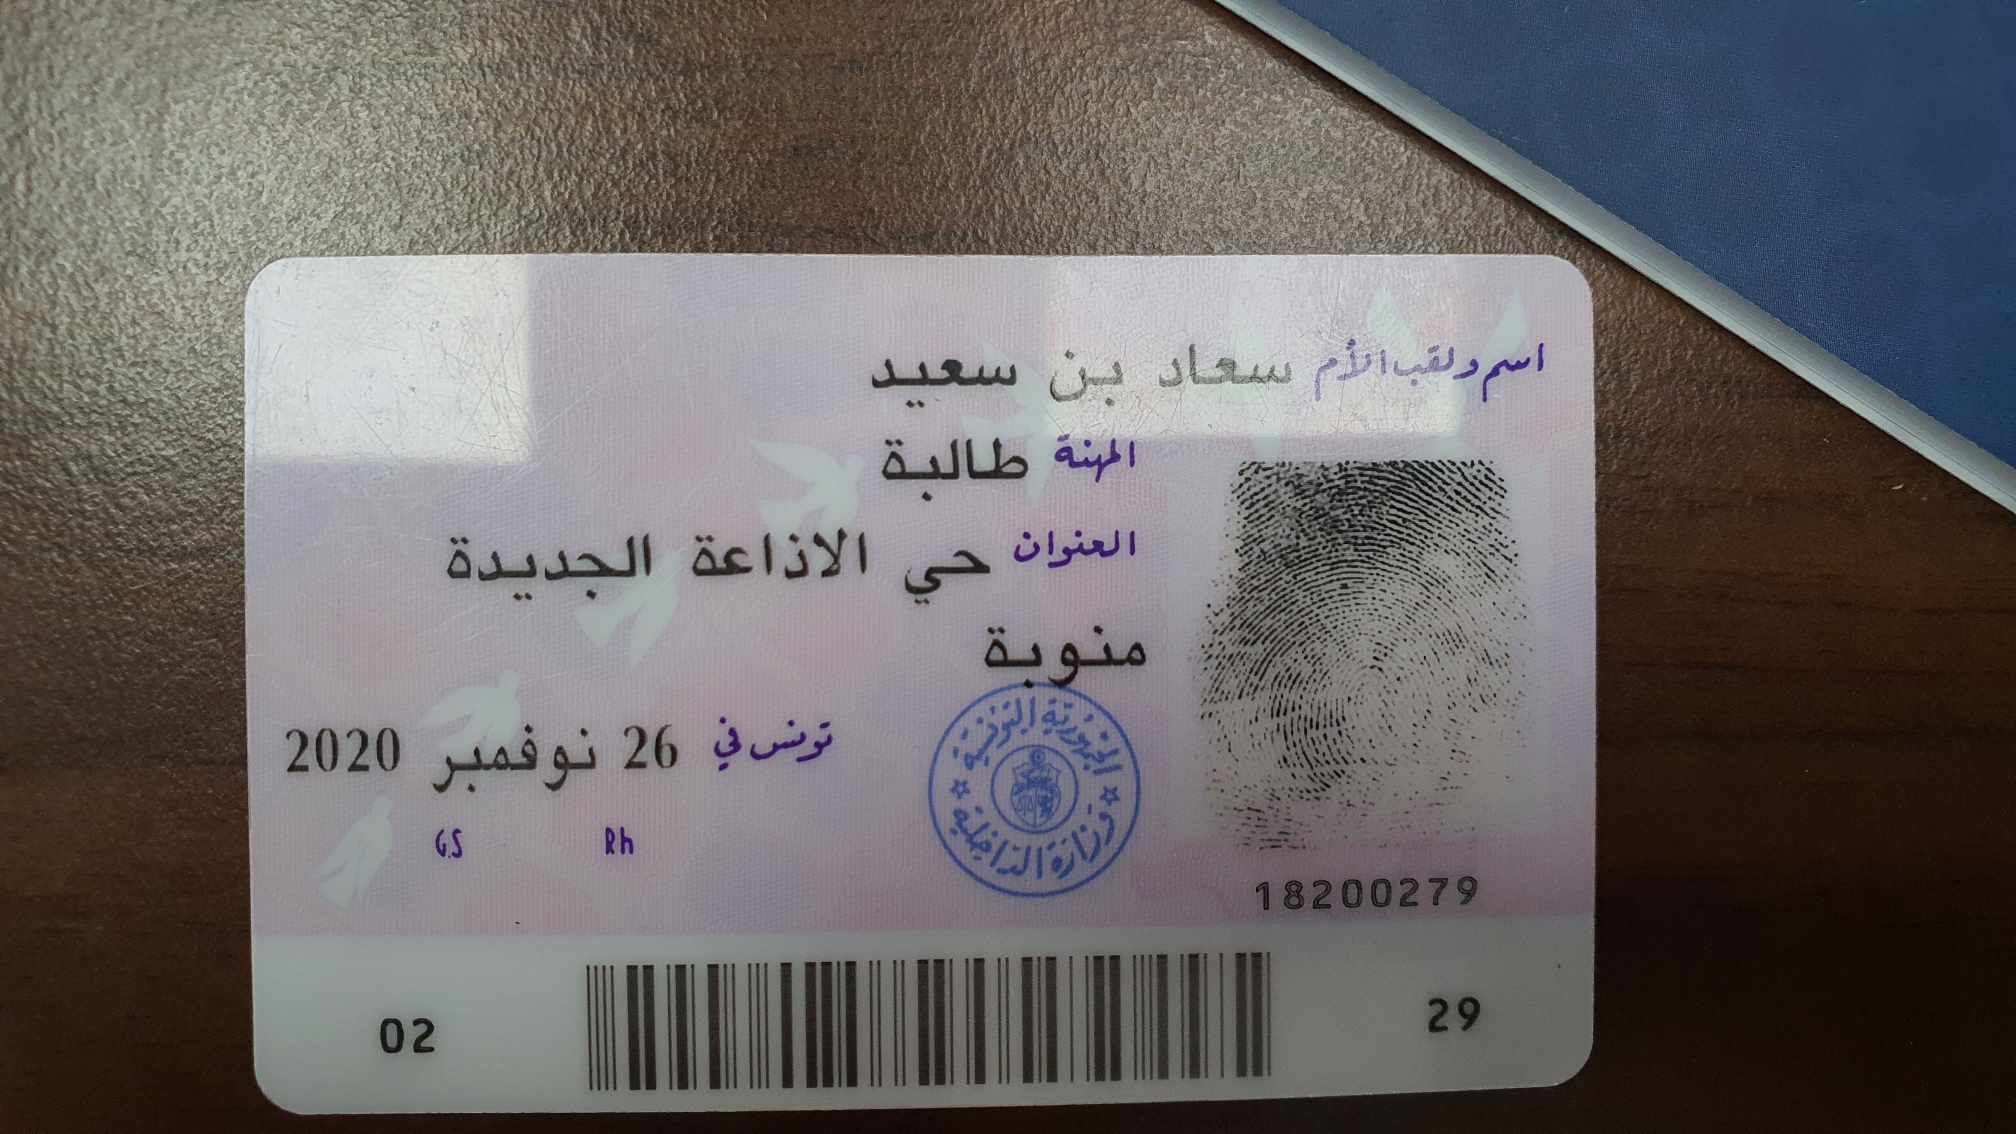 اسم ولقب الأم سعاد بن سعيد
المهنة طالبة
العنوان حي الاذاعة الجديدة
منوبة
تونس في 26 نوفمبر 2020
G.S Rh
الجمهورية التونسية
وزارة الداخلية
18200279
02 29